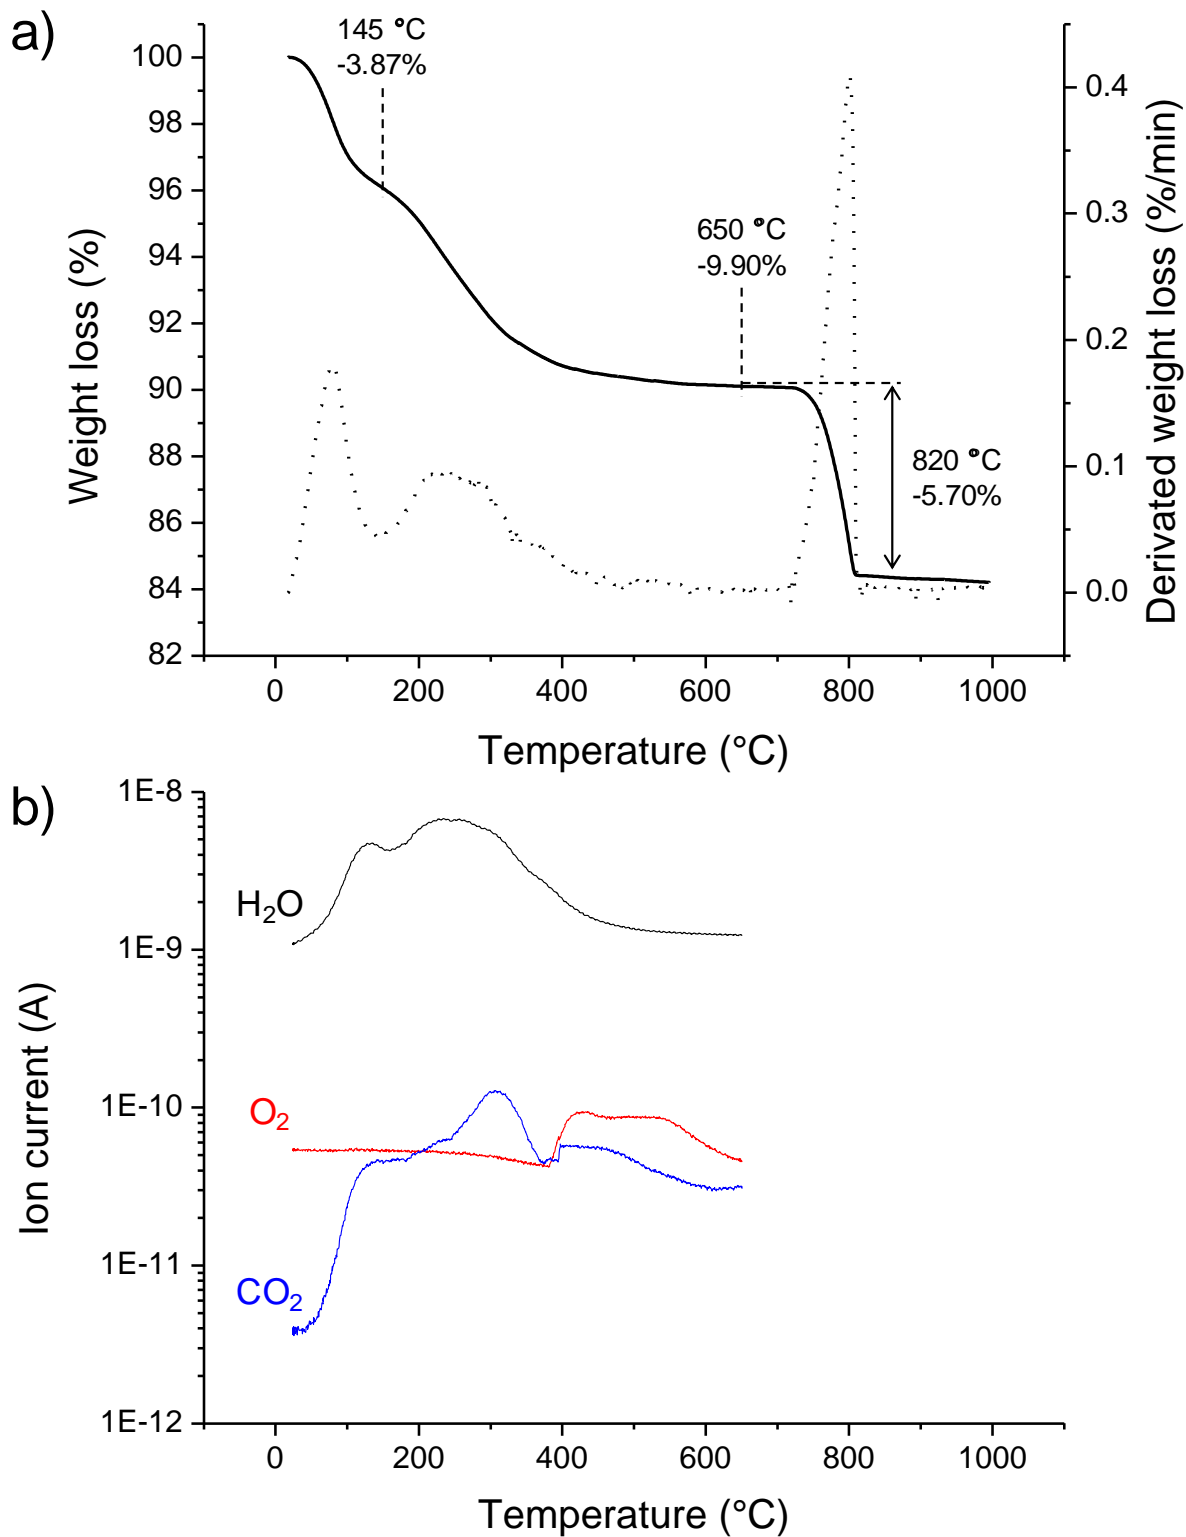 a)
145 °C
-3.87%
650 °C
-9.90%
820 °C
-5.70%
100
98
96
94
92
90
88
86
84
82
Weight loss (%)
0.4
0.3
0.2
0.1
0.0
Derivated weight loss (%/min)
0 200 400 600 800 1000
Temperature (°C)
b)
1E-8
1E-9
1E-10
1E-11
1E-12
Ion current (A)
H₂O
O₂
CO₂
0 200 400 600 800 1000
Temperature (°C)